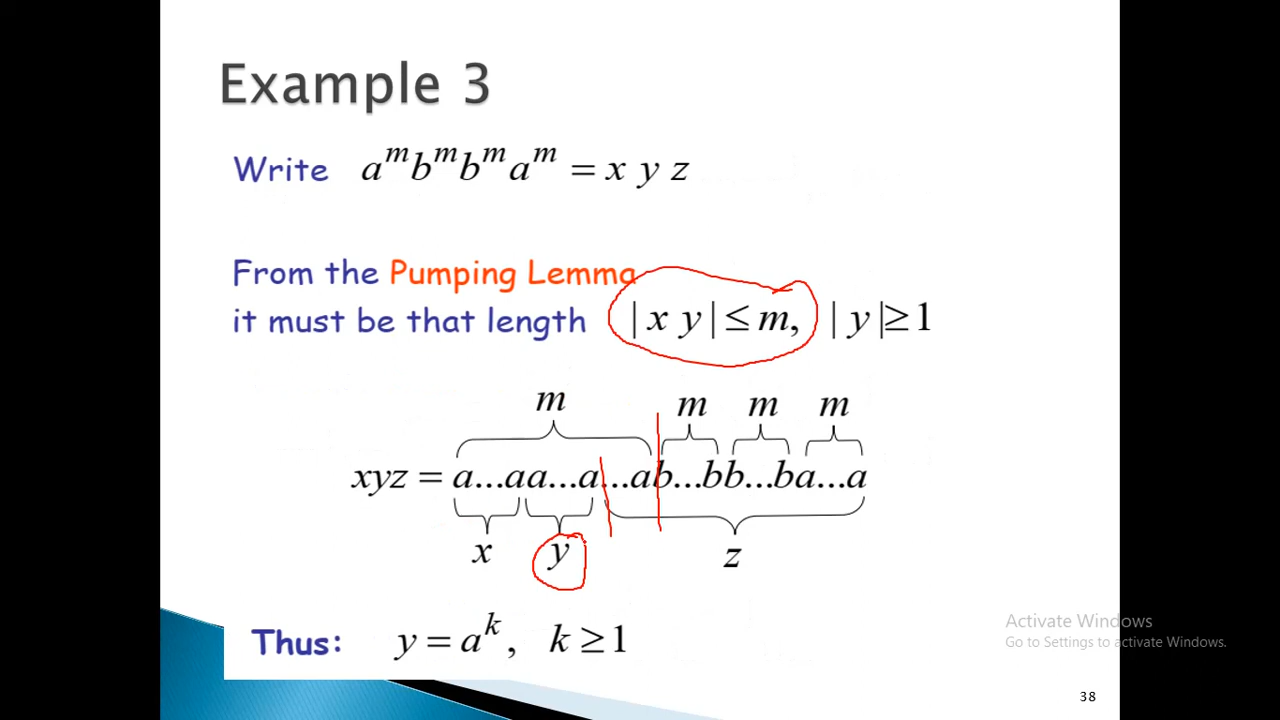 Example 3
Write a^m b^m b^m a^m = x y z
From the Pumping Lemma
it must be that length | x y | ≤ m, | y | ≥ 1
m m m m
xyz = a...aa...a...ab...bb...ba...a
x y z
Thus: y = a^k, k ≥ 1
Activate Windows
Go to Settings to activate Windows.
38